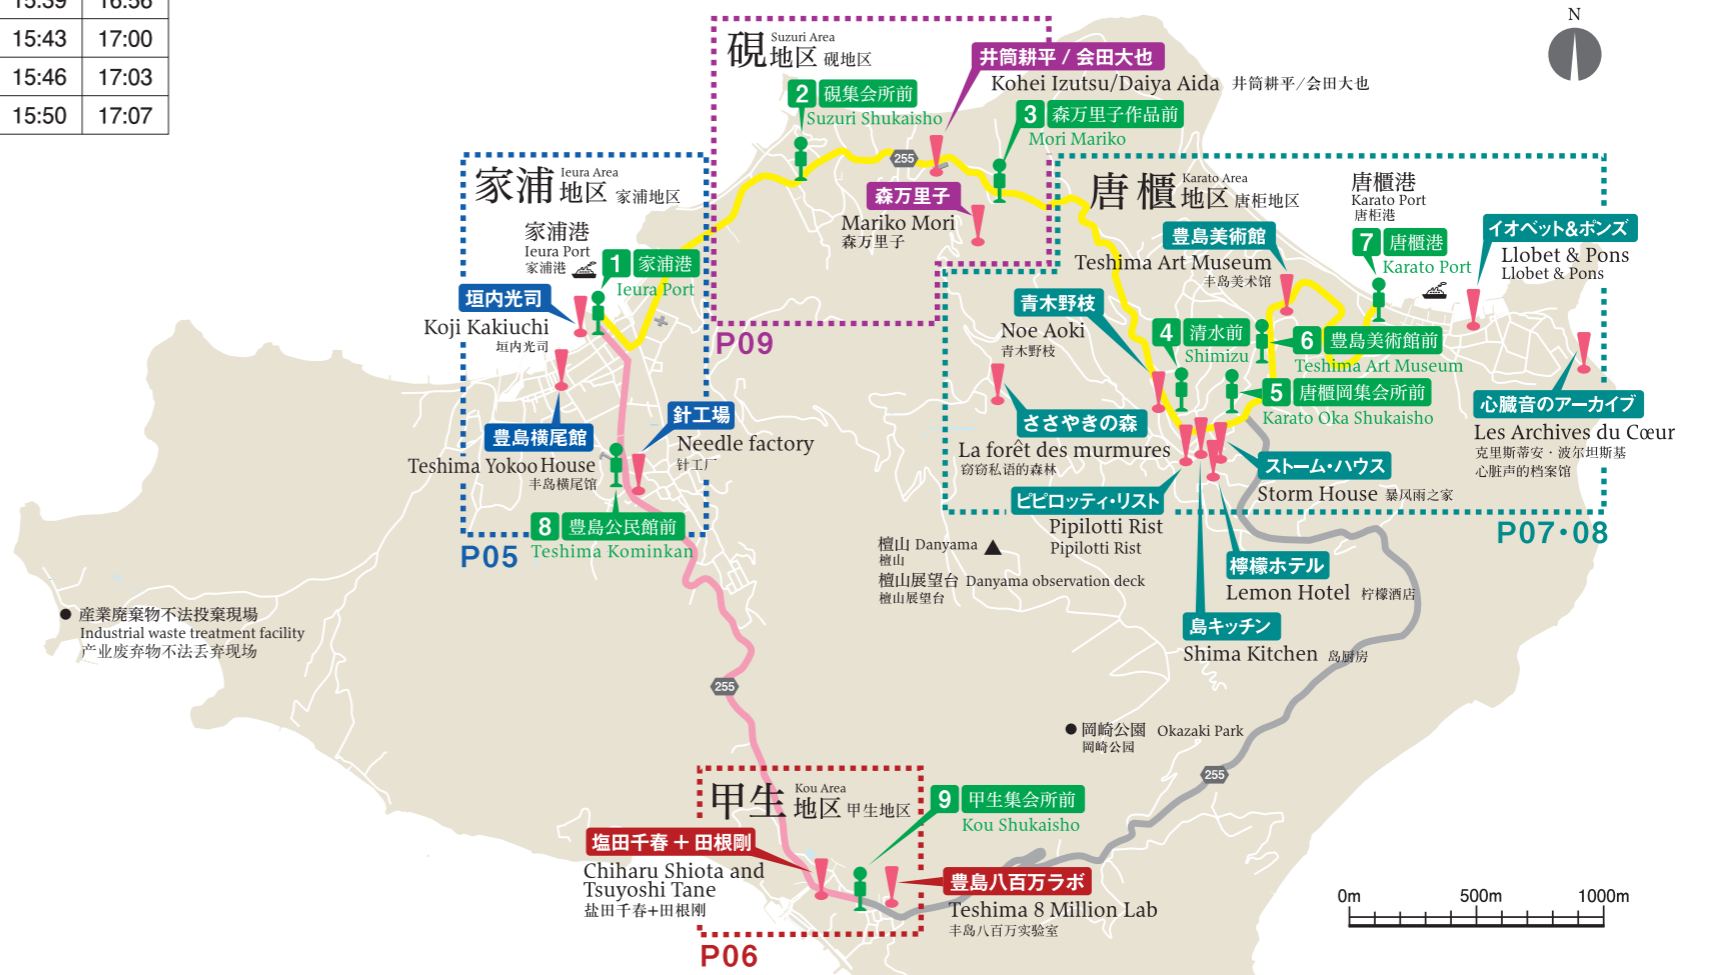 15:39 16:56
15:43 17:00
15:46 17:03
15:50 17:07
N
Suzuri Area
硯地区 砚地区
井筒耕平 / 会田大也
Kohei Izutsu/Daiya Aida 井筒耕平/会田大也
2 硯集会所前
Suzuri Shukaisho
3 森万里子作品前
Mori Mariko
255
森万里子
Mariko Mori
森万里子
P09
Ieura Area
家浦地区 家浦地区
家浦港
Ieura Port
家浦港
1 家浦港
Ieura Port
垣内光司
Koji Kakiuchi
垣内光司
豊島横尾館
Teshima Yokoo House
丰岛横尾馆
針工場
Needle factory
针工厂
8 豊島公民館前
Teshima Kominkan
P05
Karato Area
唐櫃地区 唐柜地区
唐櫃港
Karato Port
唐柜港
7 唐櫃港
Karato Port
イオベット&ポンズ
Llobet & Pons
Llobet & Pons
豊島美術館
Teshima Art Museum
丰岛美术馆
青木野枝
Noe Aoki
青木野枝
4 清水前
Shimizu
6 豊島美術館前
Teshima Art Museum
5 唐櫃岡集会所前
Karato Oka Shukaisho
心臓音のアーカイブ
Les Archives du Cœur
克里斯蒂安・波尔坦斯基
心脏声的档案馆
ささやきの森
La forêt des murmures
窃窃私语的森林
ストーム・ハウス
Storm House 暴风雨之家
ピピロッティ・リスト
Pipilotti Rist
Pipilotti Rist
P07・08
檀山 Danyama
檀山
檀山展望台 Danyama observation deck
檀山展望台
檸檬ホテル
Lemon Hotel 柠檬酒店
島キッチン
Shima Kitchen 岛厨房
産業廃棄物不法投棄現場
Industrial waste treatment facility
产业废弃物不法丢弃现场
255
岡崎公園 Okazaki Park
岡崎公园
255
Kou Area
甲生地区 甲生地区
9 甲生集会所前
Kou Shukaisho
塩田千春 + 田根剛
Chiharu Shiota and
Tsuyoshi Tane
盐田千春+田根刚
豊島八百万ラボ
Teshima 8 Million Lab
丰岛八百万实验室
P06
0m 500m 1000m